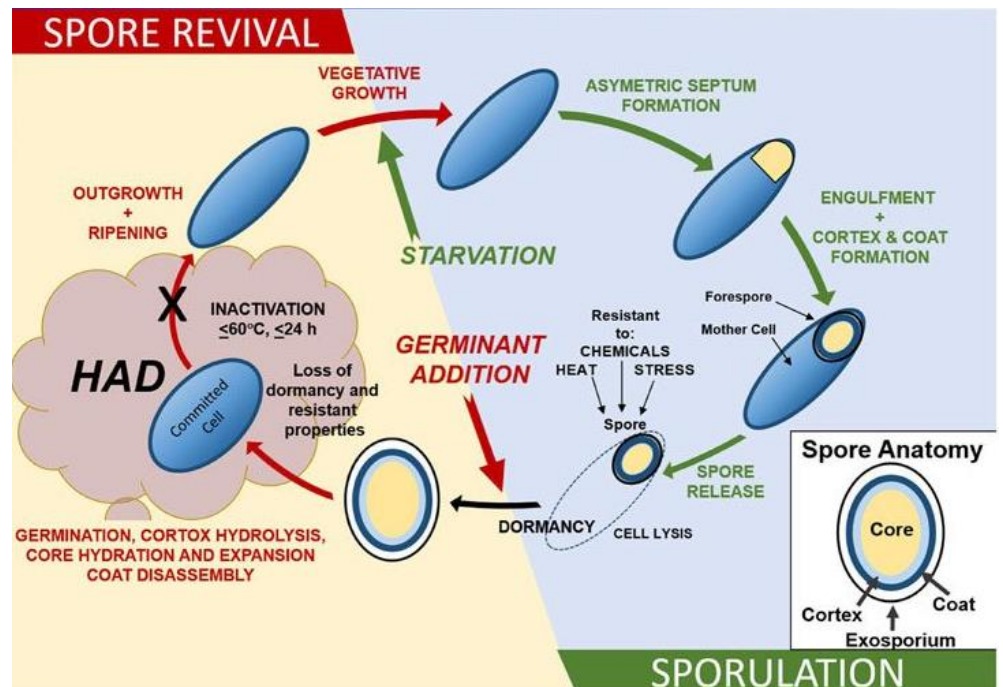 SPORE REVIVAL
VEGETATIVE
GROWTH
ASYMETRIC SEPTUM
FORMATION
OUTGROWTH
+
RIPENING
STARVATION
ENGULFMENT
+
CORTEX & COAT
FORMATION
X
INACTIVATION
≤60°C, ≤24 h
HAD
Committed
Cell
Loss of
dormancy and
resistant
properties
GERMINANT
ADDITION
Resistant
to:
CHEMICALS
HEAT STRESS
Spore
Forespore
Mother Cell
SPORE
RELEASE
DORMANCY
CELL LYSIS
GERMINATION, CORTOX HYDROLYSIS,
CORE HYDRATION AND EXPANSION
COAT DISASSEMBLY
Spore Anatomy
Core
Cortex
Coat
Exosporium
SPORULATION